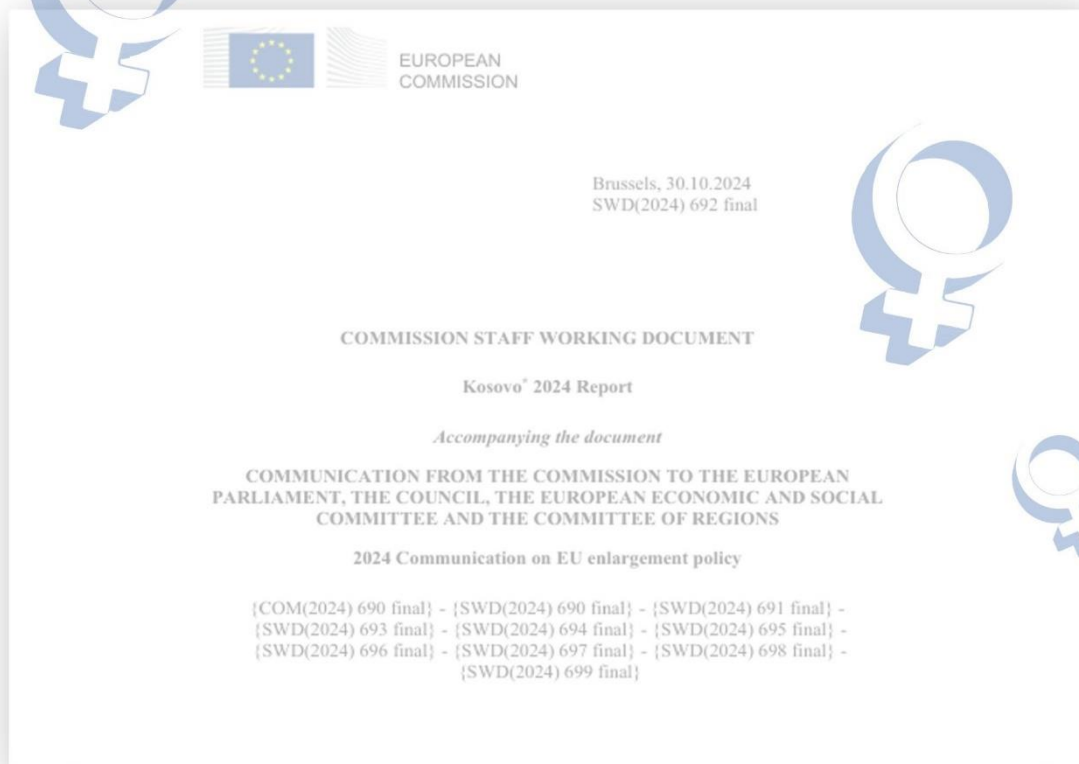 EUROPEAN
COMMISSION
Brussels, 30.10.2024
SWD(2024) 692 final
COMMISSION STAFF WORKING DOCUMENT
Kosovo* 2024 Report
Accompanying the document
COMMUNICATION FROM THE COMMISSION TO THE EUROPEAN
PARLIAMENT, THE COUNCIL, THE EUROPEAN ECONOMIC AND SOCIAL
COMMITTEE AND THE COMMITTEE OF REGIONS
2024 Communication on EU enlargement policy
{COM(2024) 690 final} - {SWD(2024) 690 final} - {SWD(2024) 691 final} -
{SWD(2024) 693 final} - {SWD(2024) 694 final} - {SWD(2024) 695 final} -
{SWD(2024) 696 final} - {SWD(2024) 697 final} - {SWD(2024) 698 final} -
{SWD(2024) 699 final}